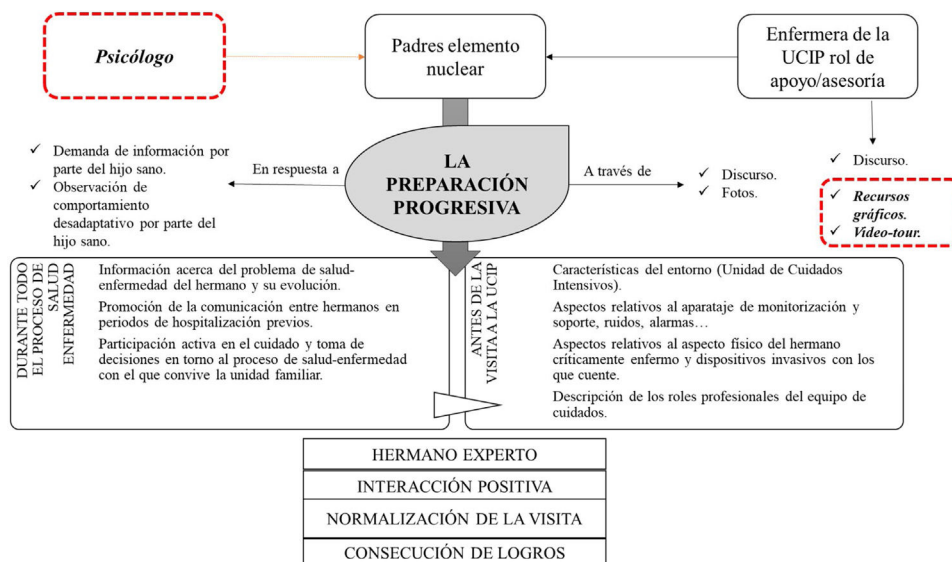 Psicólogo
Padres elemento
nuclear
Enfermera de la
UCIP rol de
apoyo/asesoría
✓ Demanda de información por
parte del hijo sano.
✓ Observación de
comportamiento
desadaptativo por parte del
hijo sano.
En respuesta a
LA
PREPARACIÓN
PROGRESIVA
A través de
✓ Discurso.
✓ Fotos.
✓ Discurso.
✓ Recursos
gráficos.
✓ Video-tour.
DURANTE TODO
EL PROCESO DE
SALUD
ENFERMEDAD
Información acerca del problema de salud-
enfermedad del hermano y su evolución.
Promoción de la comunicación entre hermanos en
periodos de hospitalización previos.
Participación activa en el cuidado y toma de
decisiones en torno al proceso de salud-enfermedad
con el que convive la unidad familiar.
ANTES DE LA
VISITA A LA UCIP
Características del entorno (Unidad de Cuidados
Intensivos).
Aspectos relativos al aparataje de monitorización y
soporte, ruidos, alarmas…
Aspectos relativos al aspecto físico del hermano
críticamente enfermo y dispositivos invasivos con los
que cuente.
Descripción de los roles profesionales del equipo de
cuidados.
HERMANO EXPERTO
INTERACCIÓN POSITIVA
NORMALIZACIÓN DE LA VISITA
CONSECUCIÓN DE LOGROS